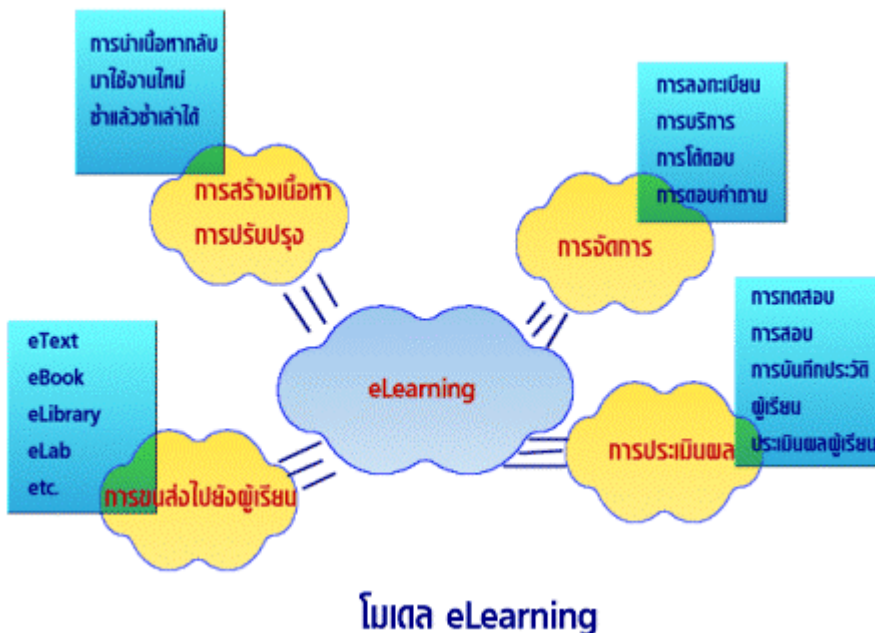 การนำเนื้อหากลับ
มาใช้งานใหม่
ซ้ำแล้วซ้ำเล่าได้
การสร้างเนื้อหา
การปรับปรุง
การลงทะเบียน
การบริการ
การโต้ตอบ
การตอบคำถาม
การจัดการ
eLearning
eText
eBook
eLibrary
eLab
etc.
การขนส่งไปยังผู้เรียน
การทดสอบ
การสอบ
การบันทึกประวัติ
ผู้เรียน
ประเมินผลผู้เรียน
การประเมินผล
โมเดล eLearning